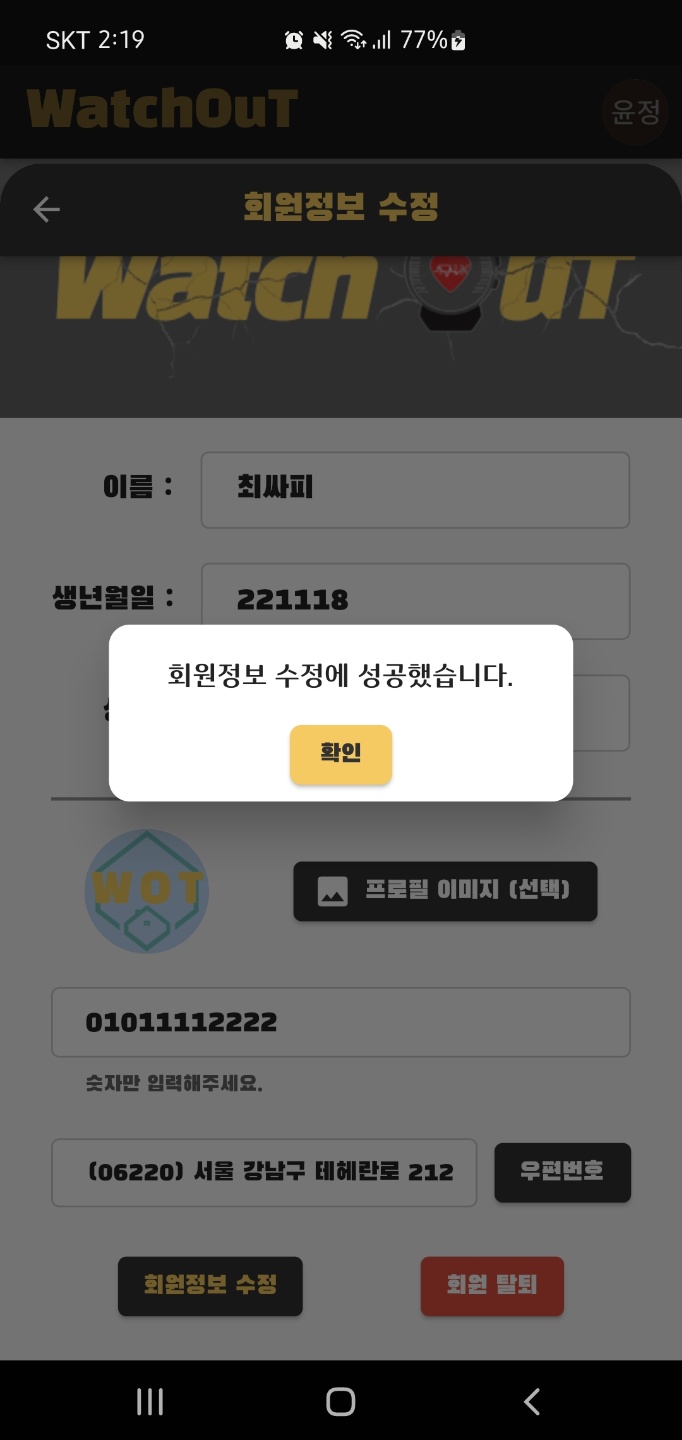 SKT 2:19 77%
WatchOuT
윤정
회원정보 수정
Watch uT
이름 : 최싸피
생년월일 : 221118
회원정보 수정에 성공했습니다.
확인
WOT
프로필 이미지 (선택)
01011112222
숫자만 입력해주세요.
(06220) 서울 강남구 테헤란로 212
우편번호
회원정보 수정
회원 탈퇴